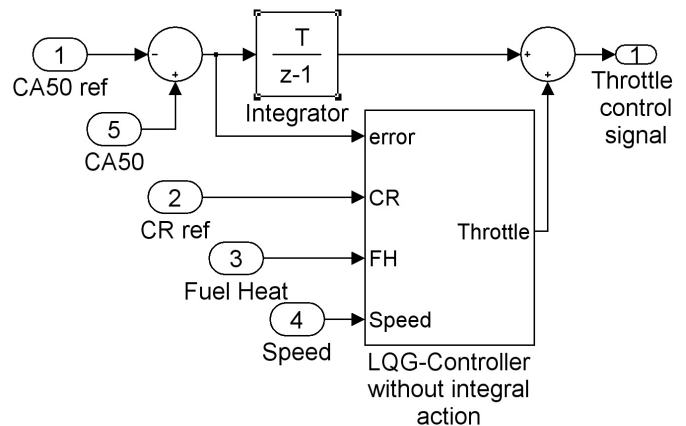 1
CA50 ref
-
+
5
CA50
T
z-1
Integrator
+
+
1
Throttle
control
signal
error
2
CR ref
CR
Throttle
3
Fuel Heat
FH
4
Speed
Speed
LQG-Controller
without integral
action